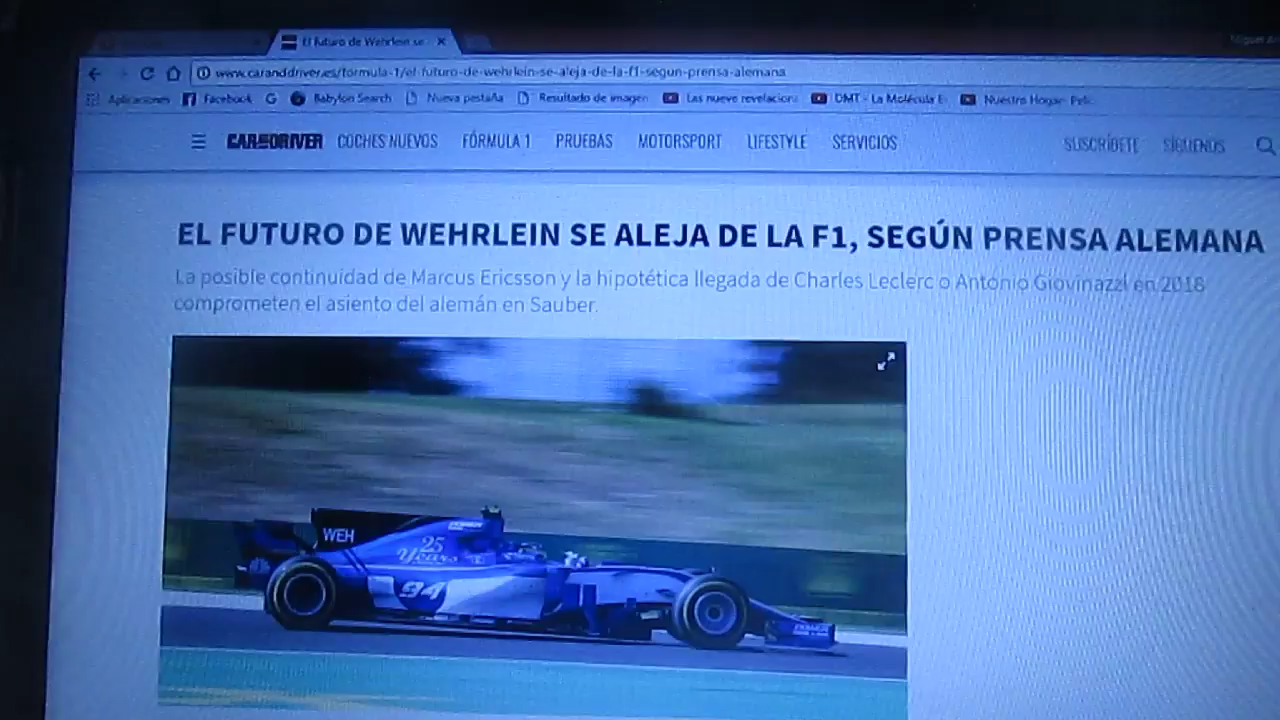 El futuro de Wehrlein se
www.caranddriver.es/formula-1/el-futuro-de-wehrlein-se-aleja-de-la-f1-segun-prensa-alemana
Aplicaciones Facebook Babylon Search Nueva pestaña Resultado de imagen Las nueve revelacion DMT - La Molécula E Nuestro Hogar- Pelic
CAR AND DRIVER COCHES NUEVOS FÓRMULA 1 PRUEBAS MOTORSPORT LIFESTYLE SERVICIOS SUSCRÍBETE SÍGUENOS
EL FUTURO DE WEHRLEIN SE ALEJA DE LA F1, SEGÚN PRENSA ALEMANA
La posible continuidad de Marcus Ericsson y la hipotética llegada de Charles Leclerc o Antonio Giovinazzi en 2018
comprometen el asiento del alemán en Sauber.
WEH
25
Years
94